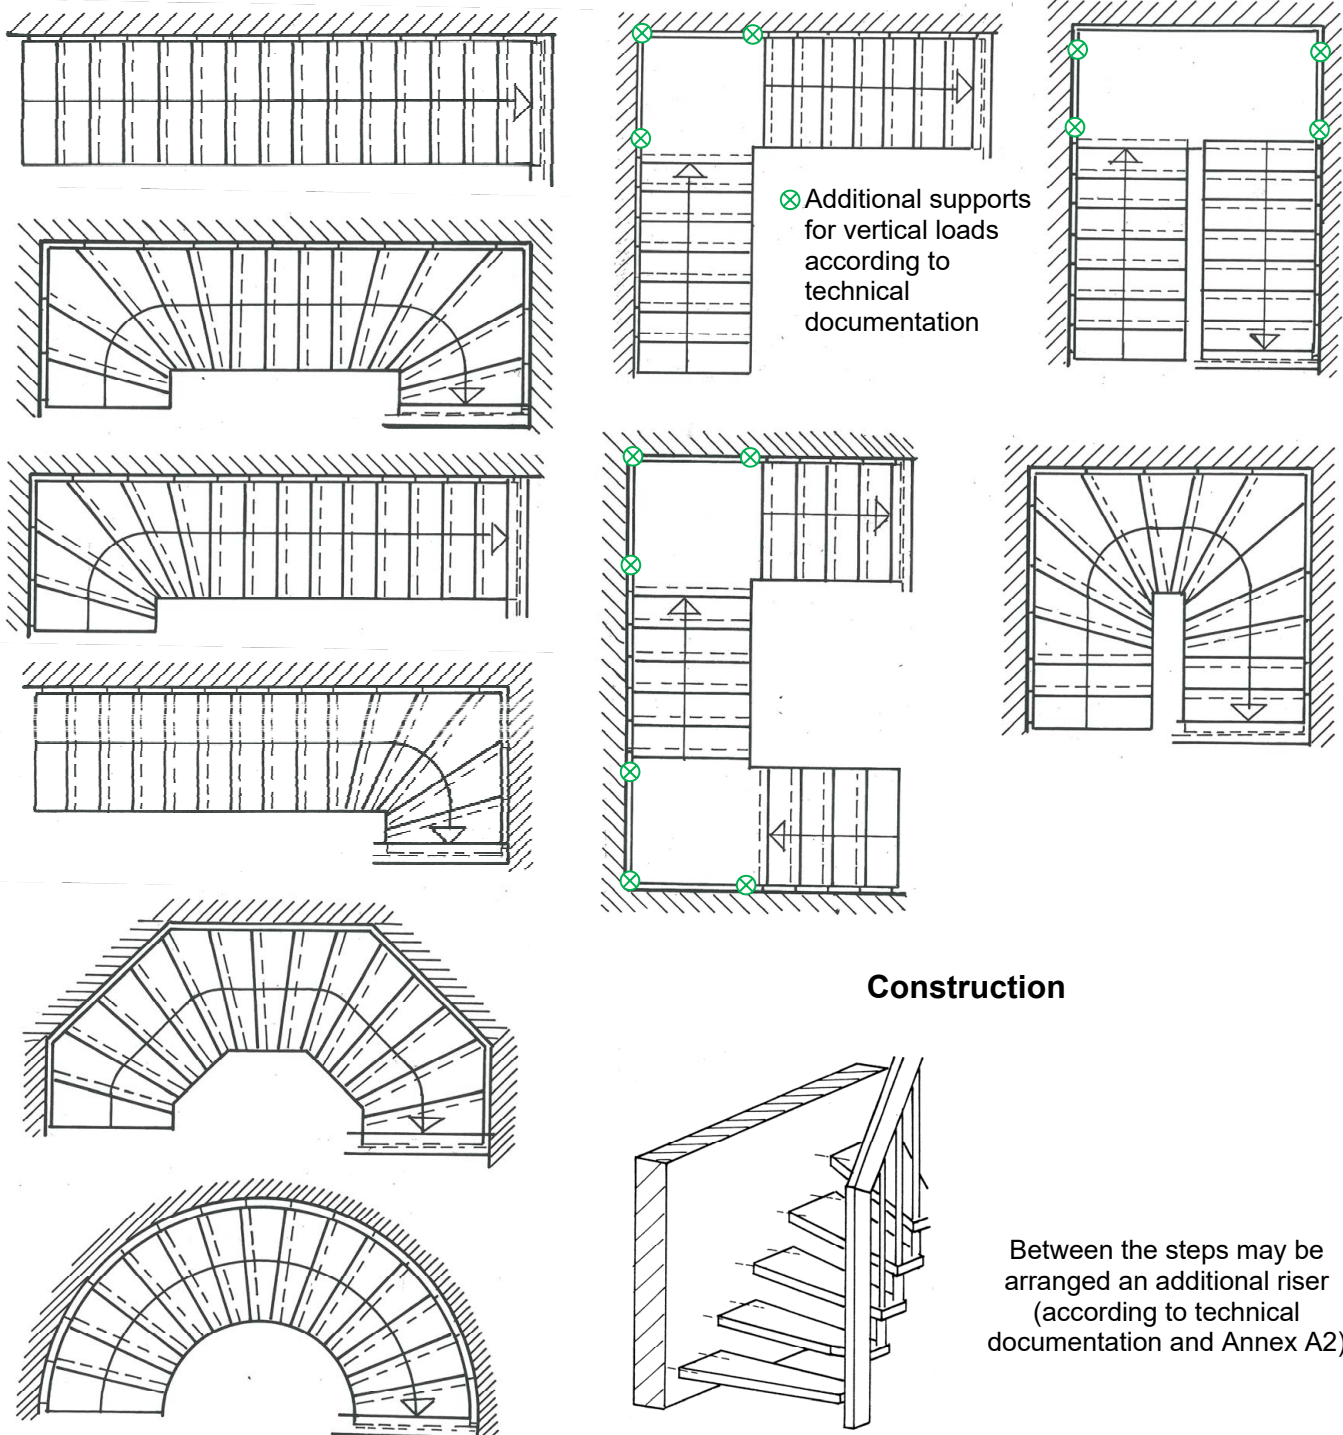 Additional supports
for vertical loads
according to
technical
documentation
Construction
Between the steps may be
arranged an additional riser
(according to technical
documentation and Annex A2)